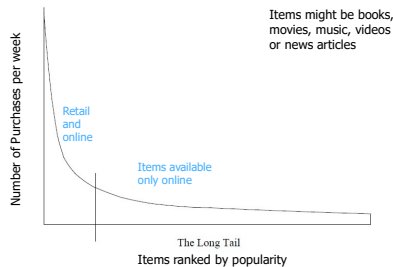 Items might be books,
movies, music, videos
or news articles
Number of Purchases per week
Retail
and
online
Items available
only online
The Long Tail
Items ranked by popularity